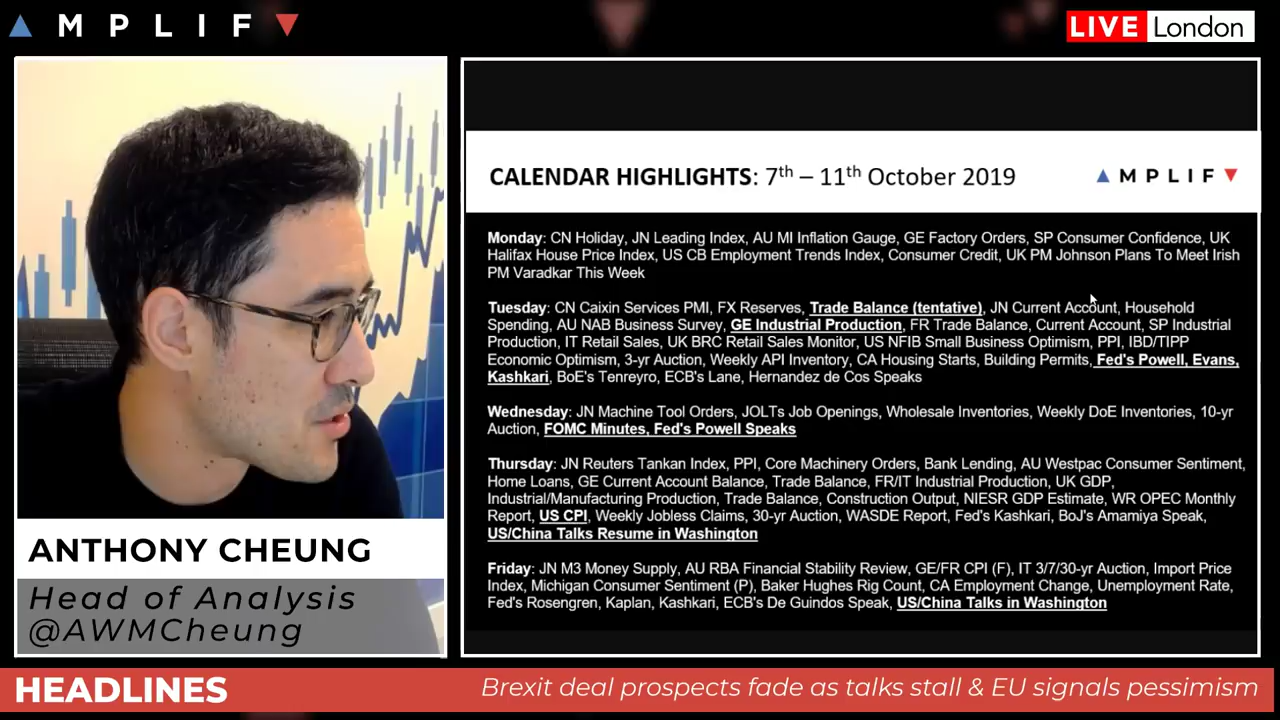 AMPLIFY
LIVE London
CALENDAR HIGHLIGHTS: 7th – 11th October 2019
AMPLIFY
Monday: CN Holiday, JN Leading Index, AU MI Inflation Gauge, GE Factory Orders, SP Consumer Confidence, UK
Halifax House Price Index, US CB Employment Trends Index, Consumer Credit, UK PM Johnson Plans To Meet Irish
PM Varadkar This Week
Tuesday: CN Caixin Services PMI, FX Reserves, Trade Balance (tentative), JN Current Account, Household
Spending, AU NAB Business Survey, GE Industrial Production, FR Trade Balance, Current Account, SP Industrial
Production, IT Retail Sales, UK BRC Retail Sales Monitor, US NFIB Small Business Optimism, PPI, IBD/TIPP
Economic Optimism, 3-yr Auction, Weekly API Inventory, CA Housing Starts, Building Permits, Fed's Powell, Evans,
Kashkari, BoE's Tenreyro, ECB's Lane, Hernandez de Cos Speaks
Wednesday: JN Machine Tool Orders, JOLTs Job Openings, Wholesale Inventories, Weekly DoE Inventories, 10-yr
Auction, FOMC Minutes, Fed's Powell Speaks
Thursday: JN Reuters Tankan Index, PPI, Core Machinery Orders, Bank Lending, AU Westpac Consumer Sentiment,
Home Loans, GE Current Account Balance, Trade Balance, FR/IT Industrial Production, UK GDP,
Industrial/Manufacturing Production, Trade Balance, Construction Output, NIESR GDP Estimate, WR OPEC Monthly
Report, US CPI, Weekly Jobless Claims, 30-yr Auction, WASDE Report, Fed's Kashkari, BoJ's Amamiya Speak,
US/China Talks Resume in Washington
Friday: JN M3 Money Supply, AU RBA Financial Stability Review, GE/FR CPI (F), IT 3/7/30-yr Auction, Import Price
Index, Michigan Consumer Sentiment (P), Baker Hughes Rig Count, CA Employment Change, Unemployment Rate,
Fed's Rosengren, Kaplan, Kashkari, ECB's De Guindos Speak, US/China Talks in Washington
ANTHONY CHEUNG
Head of Analysis
@AWMCheung
HEADLINES
Brexit deal prospects fade as talks stall & EU signals pessimism